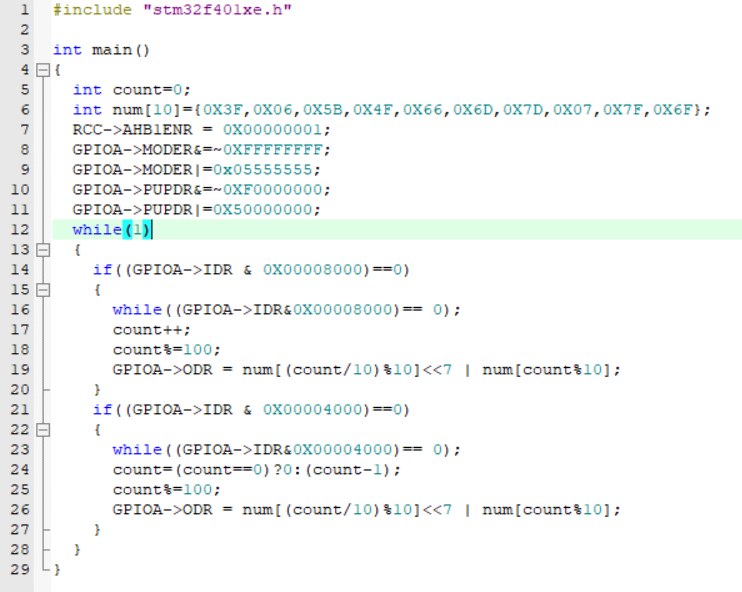 1 #include "stm32f401xe.h"
2
3 int main()
4 {
5 int count=0;
6 int num[10]={0X3F,0X06,0X5B,0X4F,0X66,0X6D,0X7D,0X07,0X7F,0X6F};
7 RCC->AHB1ENR = 0X00000001;
8 GPIOA->MODER&=~0XFFFFFFFF;
9 GPIOA->MODER|=0x05555555;
10 GPIOA->PUPDR&=~0XF0000000;
11 GPIOA->PUPDR|=0X50000000;
12 while(1)
13 {
14 if((GPIOA->IDR & 0X00008000)==0)
15 {
16 while((GPIOA->IDR&0X00008000)== 0);
17 count++;
18 count%=100;
19 GPIOA->ODR = num[(count/10)%10]<<7 | num[count%10];
20 }
21 if((GPIOA->IDR & 0X00004000)==0)
22 {
23 while((GPIOA->IDR&0X00004000)== 0);
24 count=(count==0)?0:(count-1);
25 count%=100;
26 GPIOA->ODR = num[(count/10)%10]<<7 | num[count%10];
27 }
28 }
29 }